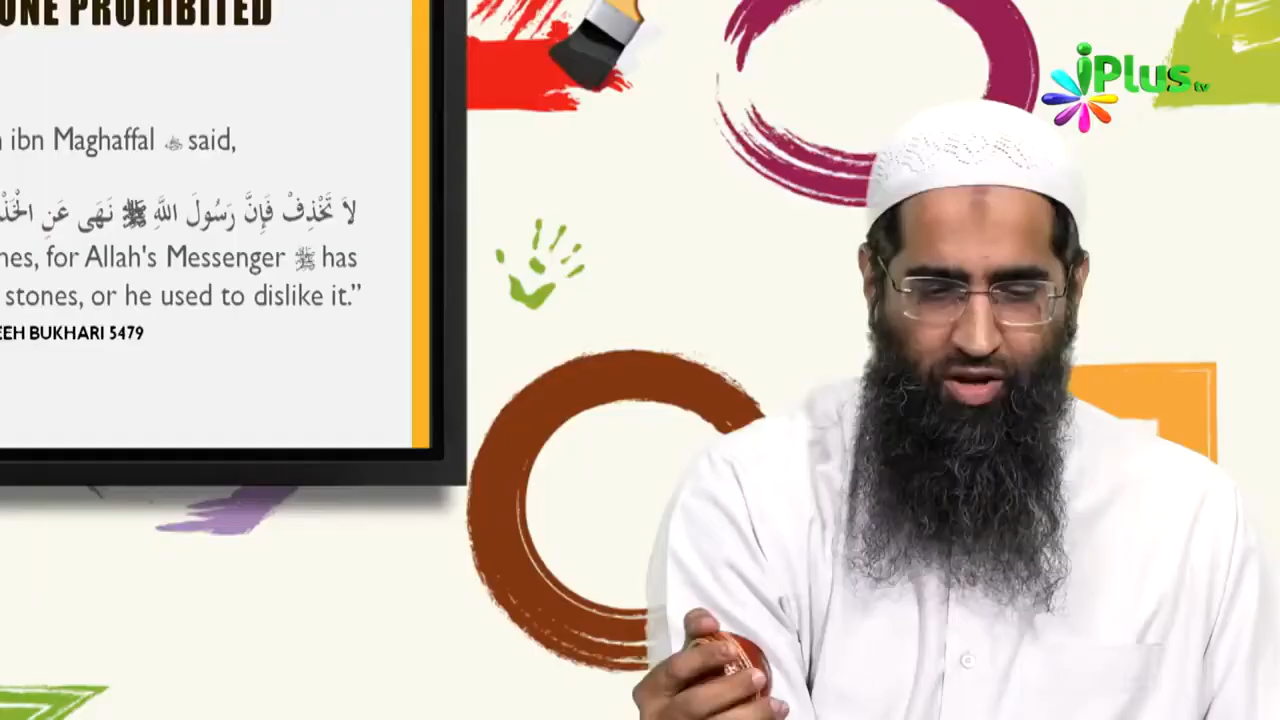 ONE PROHIBITED
iPlus tv
ibn Maghaffal ﷺ said,
لاَ تَخْذِفْ فَإِنَّ رَسُولَ اللَّهِ ﷺ نَهَى عَنِ الْخَذْ
nes, for Allah's Messenger ﷺ has
stones, or he used to dislike it.”
EEH BUKHARI 5479